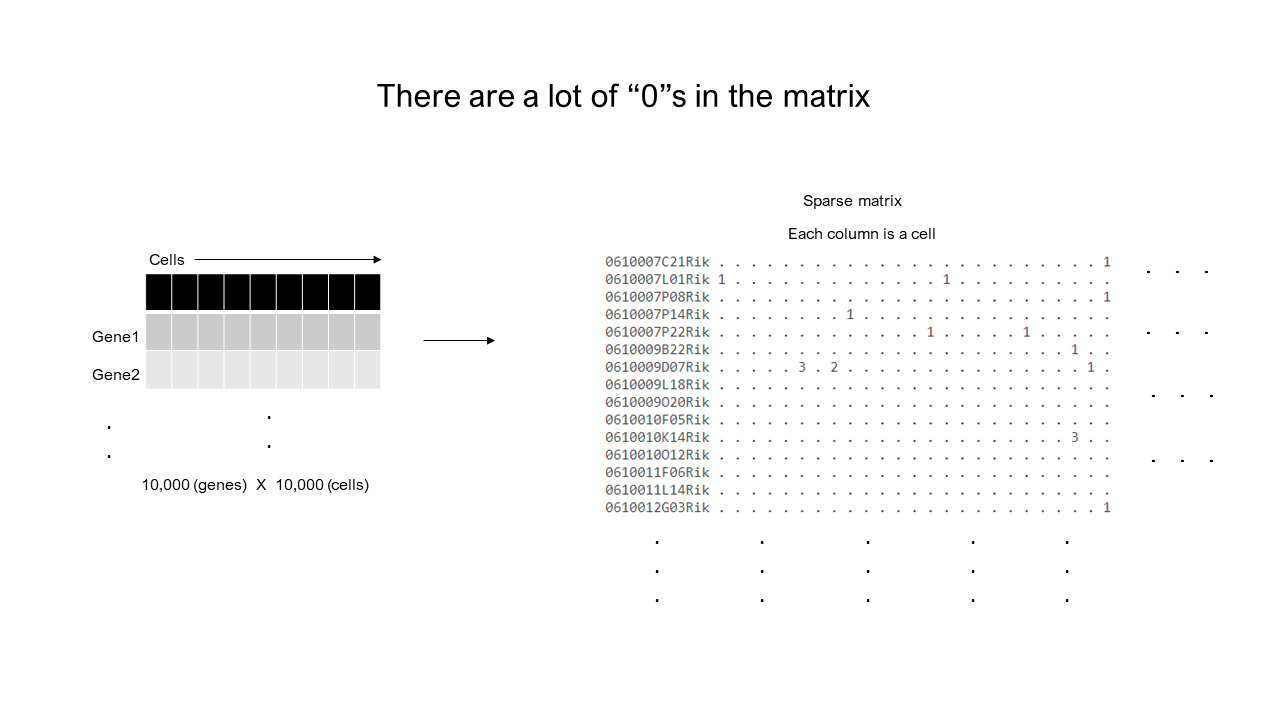 There are a lot of “0”s in the matrix
Sparse matrix
Each column is a cell
Cells
Gene1
Gene2
10,000 (genes) X 10,000 (cells)
0610007C21Rik . . . . . . . . . . . . . . . . . . . . . . . . 1
0610007L01Rik 1 . . . . . . . . . . . . . 1 . . . . . . . . . .
0610007P08Rik . . . . . . . . . . . . . . . . . . . . . . . . 1
0610007P14Rik . . . . . . . . 1 . . . . . . . . . . . . . . . .
0610007P22Rik . . . . . . . . . . . . . 1 . . . . . 1 . . . . .
0610009B22Rik . . . . . . . . . . . . . . . . . . . . . . 1 . .
0610009D07Rik . . . . . 3 . 2 . . . . . . . . . . . . . . . 1 .
0610009L18Rik . . . . . . . . . . . . . . . . . . . . . . . . .
0610009O20Rik . . . . . . . . . . . . . . . . . . . . . . . . .
0610010F05Rik . . . . . . . . . . . . . . . . . . . . . . . . .
0610010K14Rik . . . . . . . . . . . . . . . . . . . . . . 3 . .
0610010O12Rik . . . . . . . . . . . . . . . . . . . . . . . . .
0610011F06Rik . . . . . . . . . . . . . . . . . . . . . . . . .
0610011L14Rik . . . . . . . . . . . . . . . . . . . . . . . . .
0610012G03Rik . . . . . . . . . . . . . . . . . . . . . . . . 1